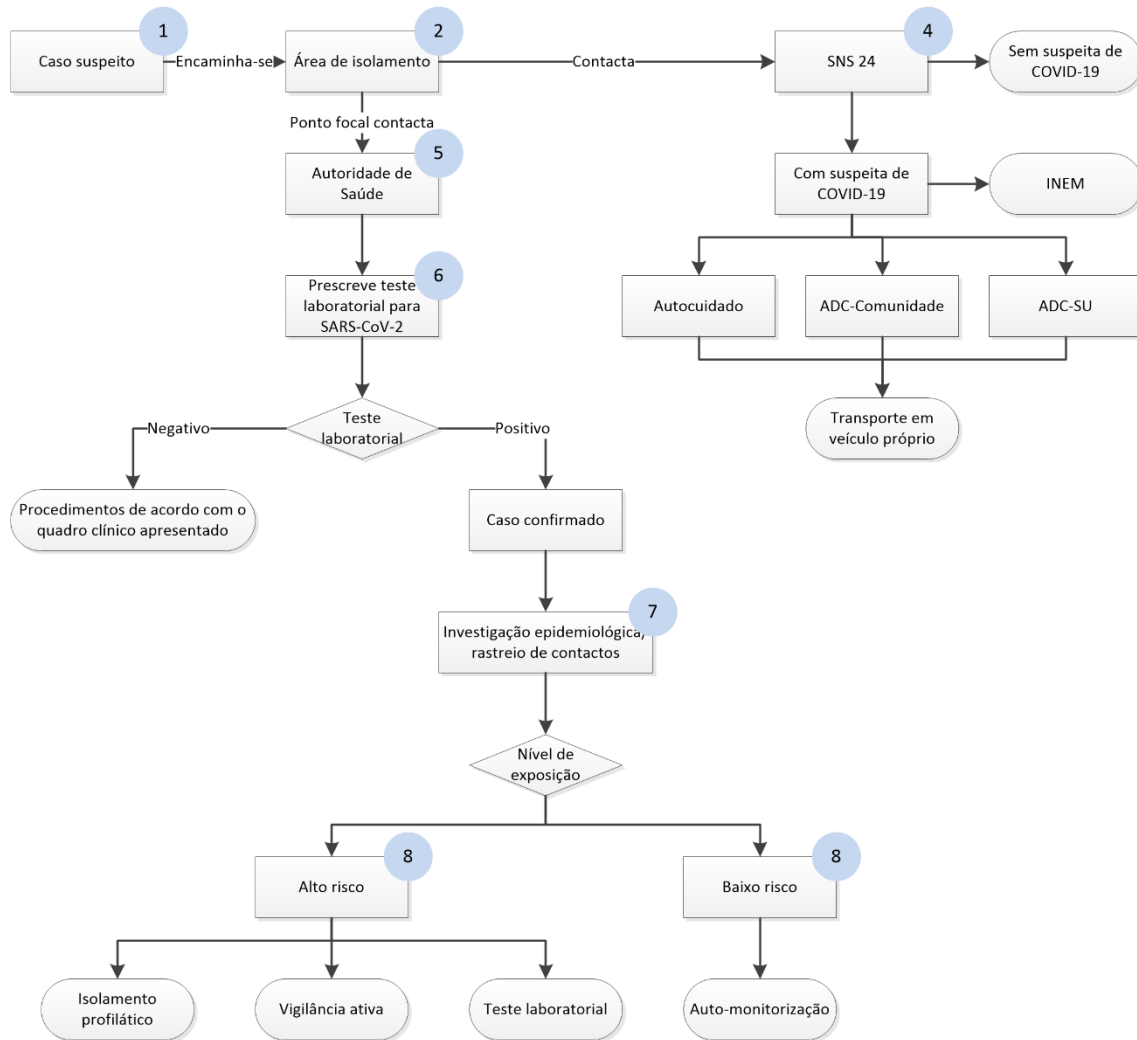 1
Caso suspeito
Encaminha-se
2
Área de isolamento
Contacta
4
SNS 24
Sem suspeita de
COVID-19
Ponto focal contacta
5
Autoridade de
Saúde
Com suspeita de
COVID-19
INEM
6
Prescreve teste
laboratorial para
SARS-CoV-2
Autocuidado
ADC-Comunidade
ADC-SU
Negativo
Teste
laboratorial
Positivo
Transporte em
veículo próprio
Procedimentos de acordo com o
quadro clínico apresentado
Caso confirmado
7
Investigação epidemiológica,
rastreio de contactos
Nível de
exposição
8
Alto risco
8
Baixo risco
Isolamento
profilático
Vigilância ativa
Teste laboratorial
Auto-monitorização